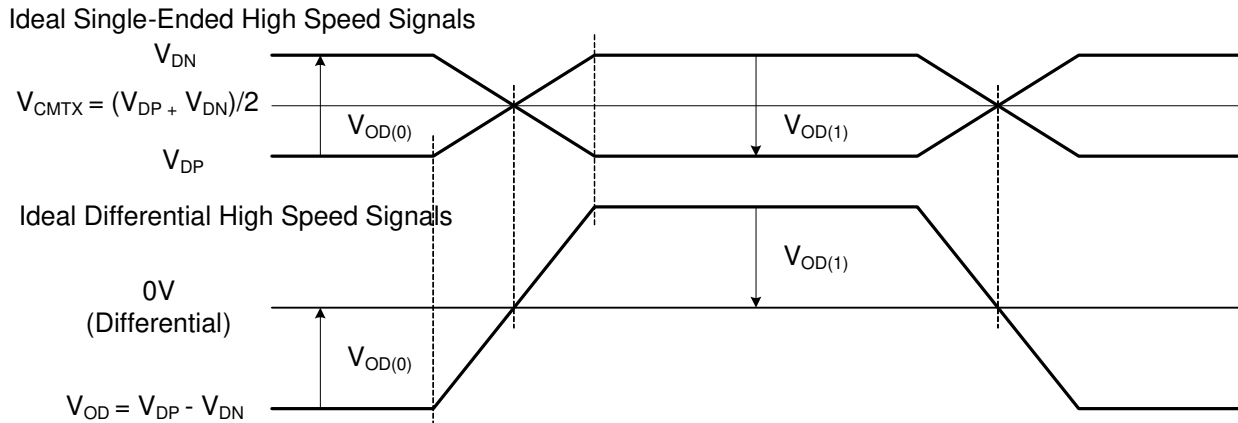 Ideal Single-Ended High Speed Signals
V_DN
V_CMTX = (V_DP + V_DN)/2
V_OD(0)
V_OD(1)
V_DP
Ideal Differential High Speed Signals
V_OD(1)
0V
(Differential)
V_OD(0)
V_OD = V_DP - V_DN